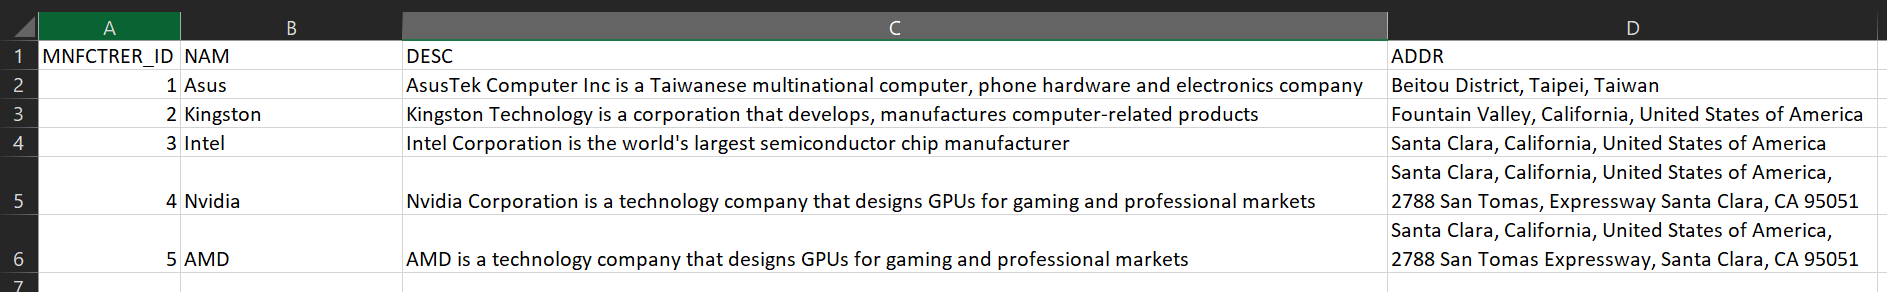 A B C D
1 MNFCTRER_ID NAM DESC ADDR
2 1 Asus AsusTek Computer Inc is a Taiwanese multinational computer, phone hardware and electronics company Beitou District, Taipei, Taiwan
3 2 Kingston Kingston Technology is a corporation that develops, manufactures computer-related products Fountain Valley, California, United States of America
4 3 Intel Intel Corporation is the world's largest semiconductor chip manufacturer Santa Clara, California, United States of America
Santa Clara, California, United States of America,
5 4 Nvidia Nvidia Corporation is a technology company that designs GPUs for gaming and professional markets 2788 San Tomas, Expressway Santa Clara, CA 95051
Santa Clara, California, United States of America,
6 5 AMD AMD is a technology company that designs GPUs for gaming and professional markets 2788 San Tomas Expressway, Santa Clara, CA 95051
7